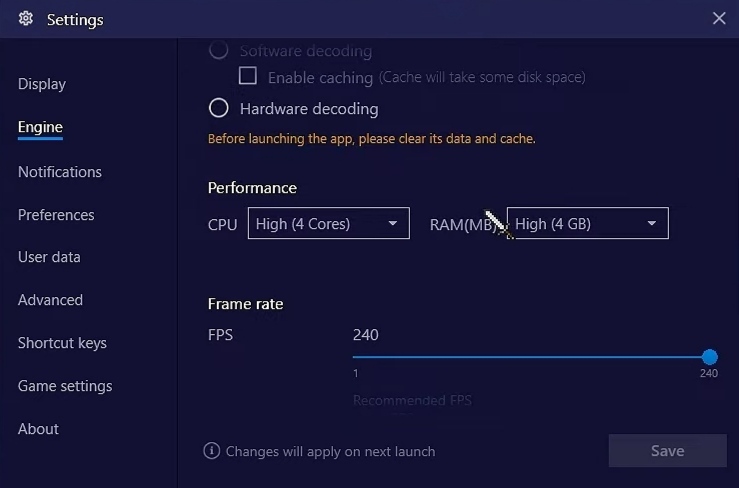 Settings
Display
Engine
Notifications
Preferences
User data
Advanced
Shortcut keys
Game settings
About
Software decoding
Enable caching (Cache will take some disk space)
Hardware decoding
Before launching the app, please clear its data and cache.
Performance
CPU High (4 Cores) RAM(MB) High (4 GB)
Frame rate
FPS 240
1 240
Recommended FPS
Changes will apply on next launch Save